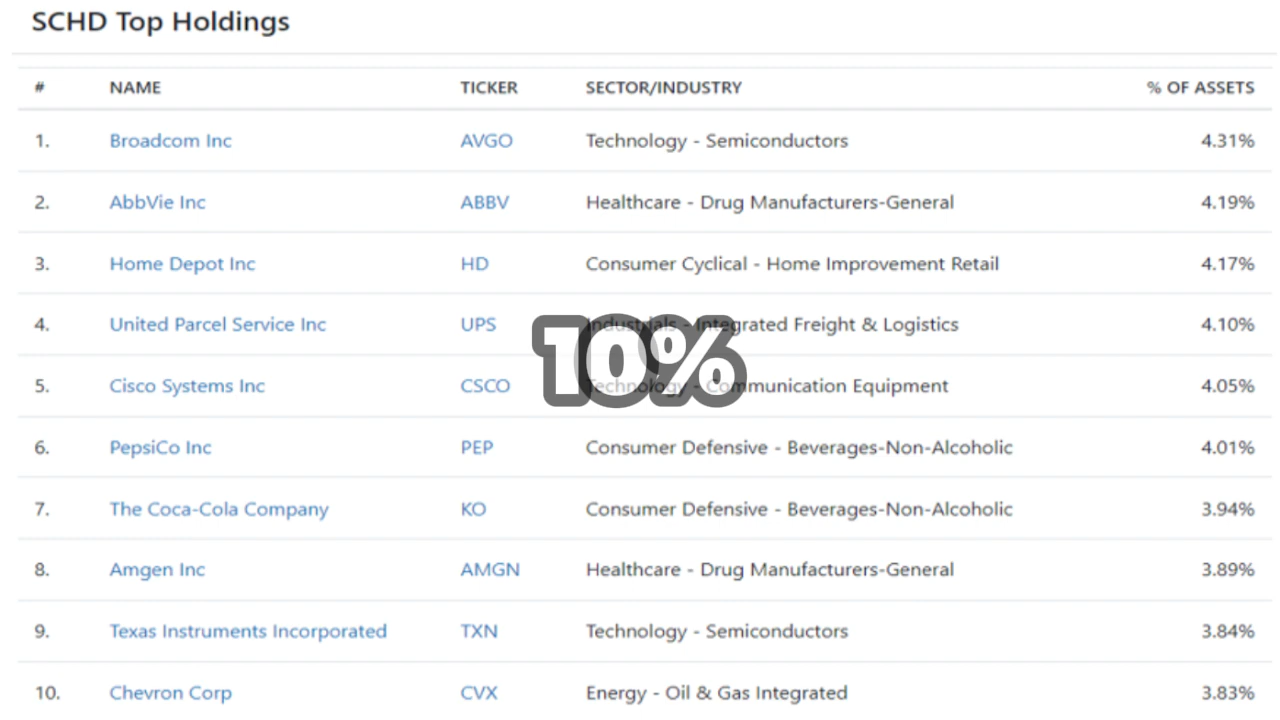 SCHD Top Holdings
# NAME TICKER SECTOR/INDUSTRY % OF ASSETS
1. Broadcom Inc AVGO Technology - Semiconductors 4.31%
2. AbbVie Inc ABBV Healthcare - Drug Manufacturers-General 4.19%
3. Home Depot Inc HD Consumer Cyclical - Home Improvement Retail 4.17%
4. United Parcel Service Inc UPS Industrials - Integrated Freight & Logistics 4.10%
10%
5. Cisco Systems Inc CSCO Technology - Communication Equipment 4.05%
6. PepsiCo Inc PEP Consumer Defensive - Beverages-Non-Alcoholic 4.01%
7. The Coca-Cola Company KO Consumer Defensive - Beverages-Non-Alcoholic 3.94%
8. Amgen Inc AMGN Healthcare - Drug Manufacturers-General 3.89%
9. Texas Instruments Incorporated TXN Technology - Semiconductors 3.84%
10. Chevron Corp CVX Energy - Oil & Gas Integrated 3.83%